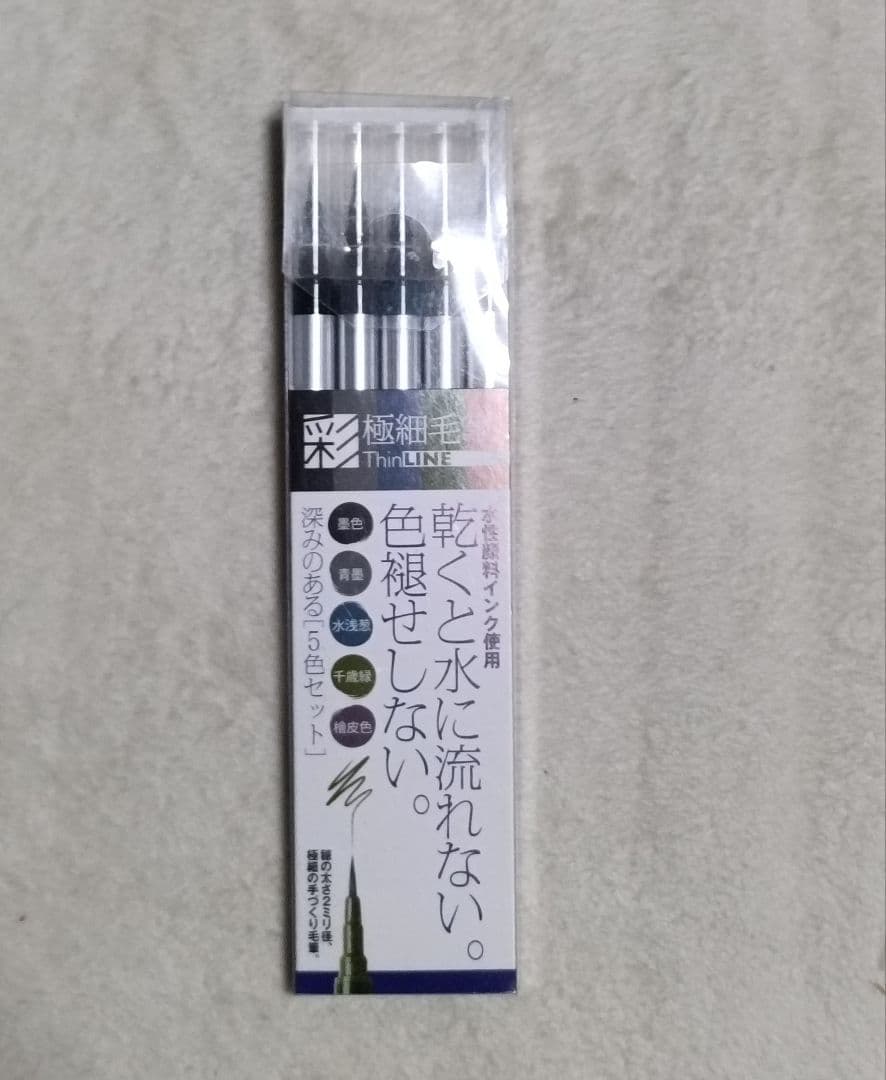 彩
極細毛
ThinLINE
水性顔料インク使用
乾くと水に流れない。
色褪せしない。
墨色
青墨
水浅葱
千歳緑
檜皮色
深みのある[5色セット]
線の太さ2ミリ径、
極細の手づくり毛筆。